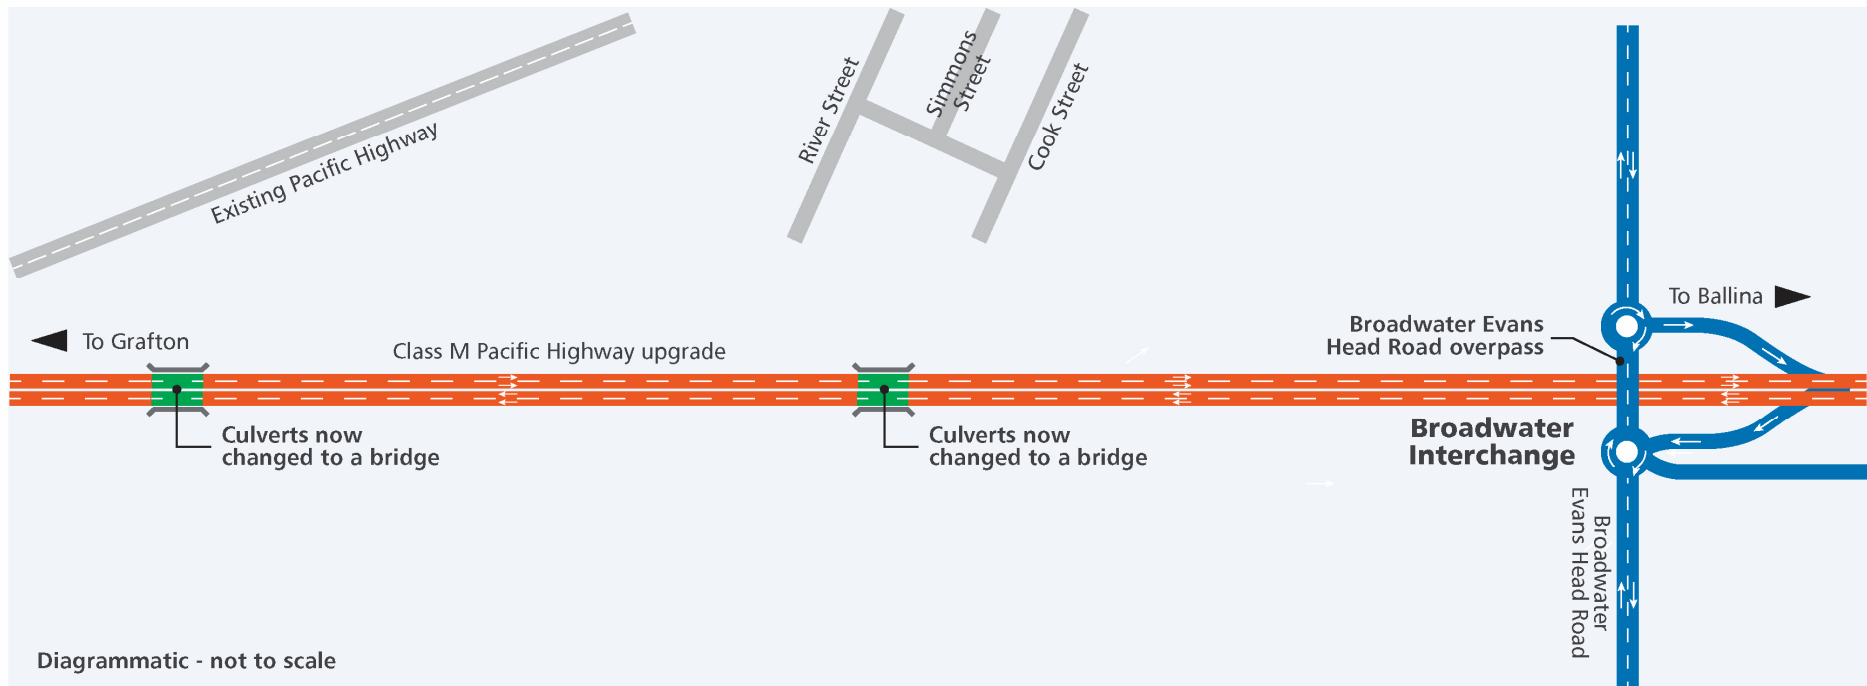 Existing Pacific Highway
River Street
Simmons
Street
Cook Street
To Ballina
To Grafton
Class M Pacific Highway upgrade
Broadwater Evans
Head Road overpass
Culverts now
changed to a bridge
Culverts now
changed to a bridge
Broadwater
Interchange
Broadwater
Evans Head Road
Diagrammatic - not to scale